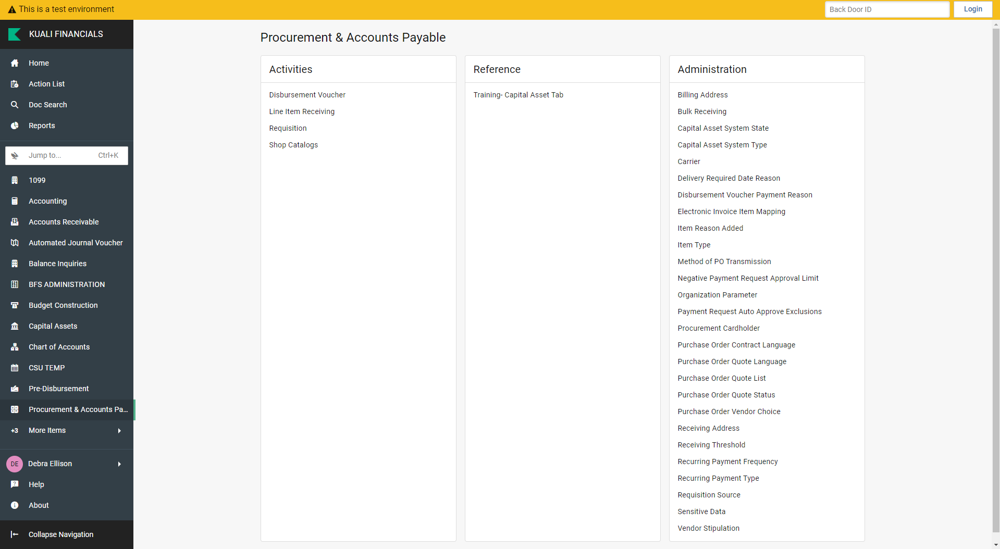 This is a test environment
Back Door ID
Login
KUALI FINANCIALS
Home
Action List
Doc Search
Reports
Jump to... Ctrl+K
1099
Accounting
Accounts Receivable
Automated Journal Voucher
Balance Inquiries
BFS ADMINISTRATION
Budget Construction
Capital Assets
Chart of Accounts
CSU TEMP
Pre-Disbursement
Procurement & Accounts Pa...
+3 More Items
DE Debra Ellison
Help
About
Collapse Navigation
Procurement & Accounts Payable
Activities
Disbursement Voucher
Line Item Receiving
Requisition
Shop Catalogs
Reference
Training- Capital Asset Tab
Administration
Billing Address
Bulk Receiving
Capital Asset System State
Capital Asset System Type
Carrier
Delivery Required Date Reason
Disbursement Voucher Payment Reason
Electronic Invoice Item Mapping
Item Reason Added
Item Type
Method of PO Transmission
Negative Payment Request Approval Limit
Organization Parameter
Payment Request Auto Approve Exclusions
Procurement Cardholder
Purchase Order Contract Language
Purchase Order Quote Language
Purchase Order Quote List
Purchase Order Quote Status
Purchase Order Vendor Choice
Receiving Address
Receiving Threshold
Recurring Payment Frequency
Recurring Payment Type
Requisition Source
Sensitive Data
Vendor Stipulation